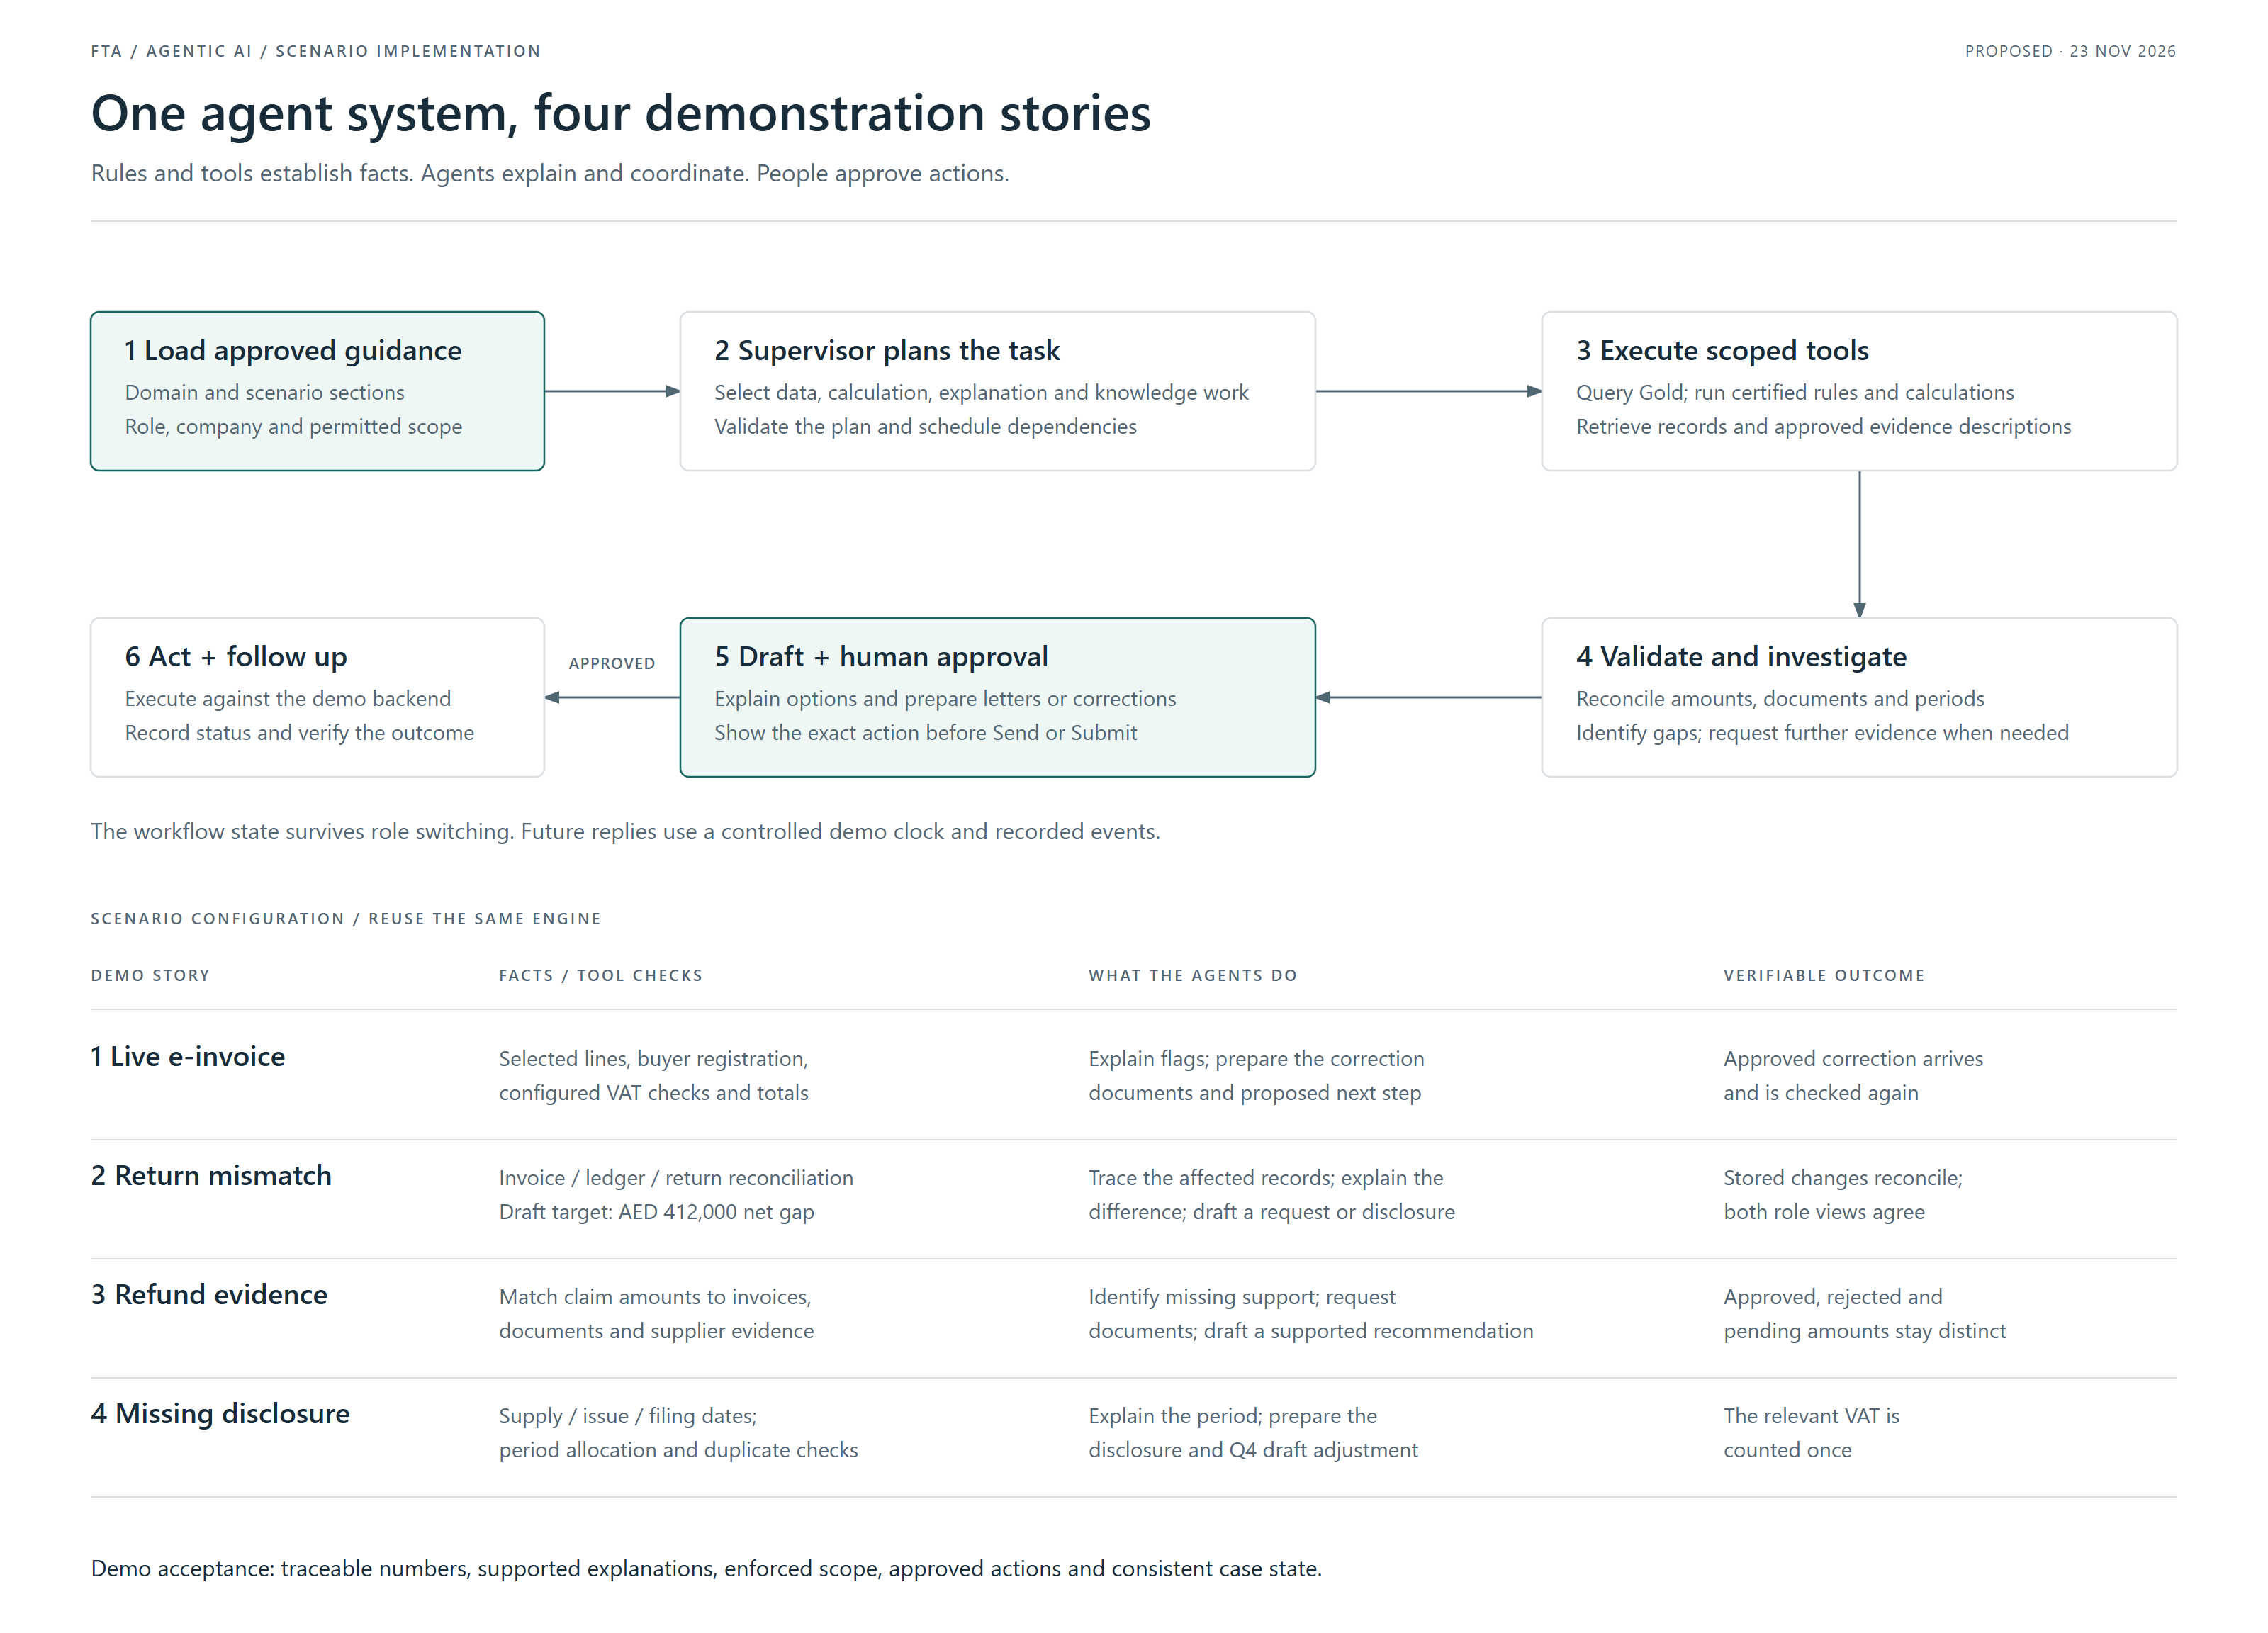 FTA / AGENTIC AI / SCENARIO IMPLEMENTATION
PROPOSED · 23 NOV 2026
One agent system, four demonstration stories
Rules and tools establish facts. Agents explain and coordinate. People approve actions.
1 Load approved guidance
Domain and scenario sections
Role, company and permitted scope
2 Supervisor plans the task
Select data, calculation, explanation and knowledge work
Validate the plan and schedule dependencies
3 Execute scoped tools
Query Gold; run certified rules and calculations
Retrieve records and approved evidence descriptions
4 Validate and investigate
Reconcile amounts, documents and periods
Identify gaps; request further evidence when needed
5 Draft + human approval
Explain options and prepare letters or corrections
Show the exact action before Send or Submit
APPROVED
6 Act + follow up
Execute against the demo backend
Record status and verify the outcome
The workflow state survives role switching. Future replies use a controlled demo clock and recorded events.
SCENARIO CONFIGURATION / REUSE THE SAME ENGINE
DEMO STORY
FACTS / TOOL CHECKS
WHAT THE AGENTS DO
VERIFIABLE OUTCOME
1 Live e-invoice
Selected lines, buyer registration,
configured VAT checks and totals
Explain flags; prepare the correction
documents and proposed next step
Approved correction arrives
and is checked again
2 Return mismatch
Invoice / ledger / return reconciliation
Draft target: AED 412,000 net gap
Trace the affected records; explain the
difference; draft a request or disclosure
Stored changes reconcile;
both role views agree
3 Refund evidence
Match claim amounts to invoices,
documents and supplier evidence
Identify missing support; request
documents; draft a supported recommendation
Approved, rejected and
pending amounts stay distinct
4 Missing disclosure
Supply / issue / filing dates;
period allocation and duplicate checks
Explain the period; prepare the
disclosure and Q4 draft adjustment
The relevant VAT is
counted once
Demo acceptance: traceable numbers, supported explanations, enforced scope, approved actions and consistent case state.